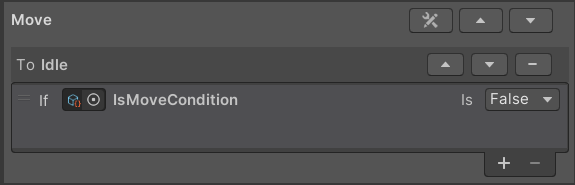 Move
To Idle
If IsMoveCondition Is False